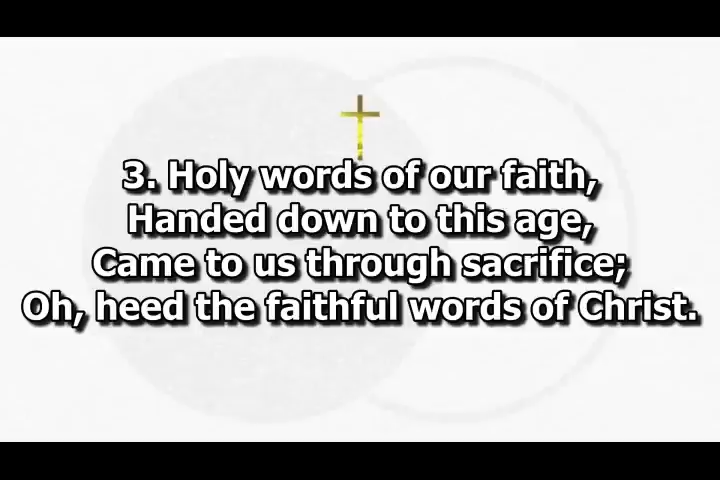 3. Holy words of our faith,
Handed down to this age,
Came to us through sacrifice;
Oh, heed the faithful words of Christ.